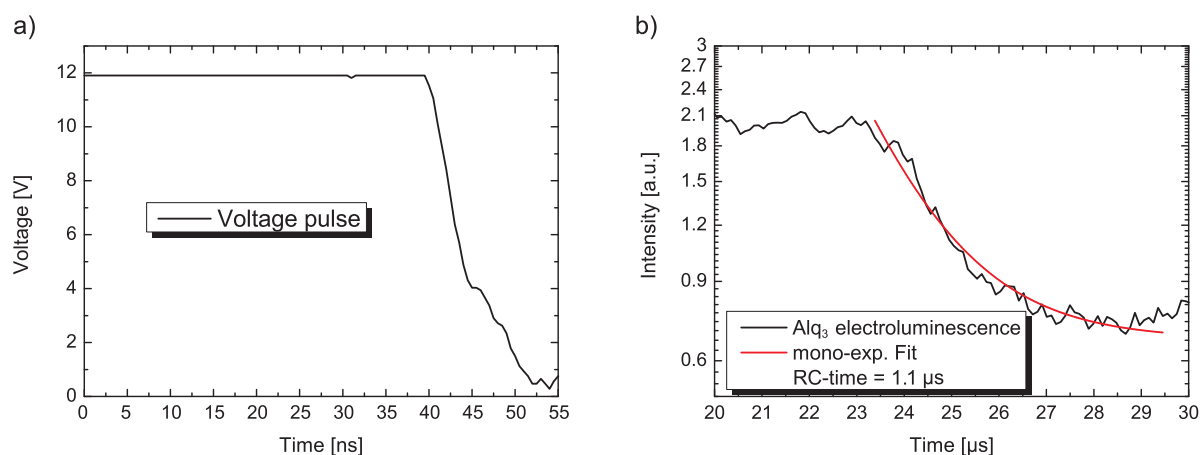 a)
12
10
8
6
4
2
0
Voltage [V]
Voltage pulse
0 5 10 15 20 25 30 35 40 45 50 55
Time [ns]
b)
3
2.7
2.4
2.1
1.8
1.5
1.2
0.9
0.6
Intensity [a.u.]
Alq₃ electroluminescence
mono-exp. Fit
RC-time = 1.1 µs
20 21 22 23 24 25 26 27 28 29 30
Time [µs]